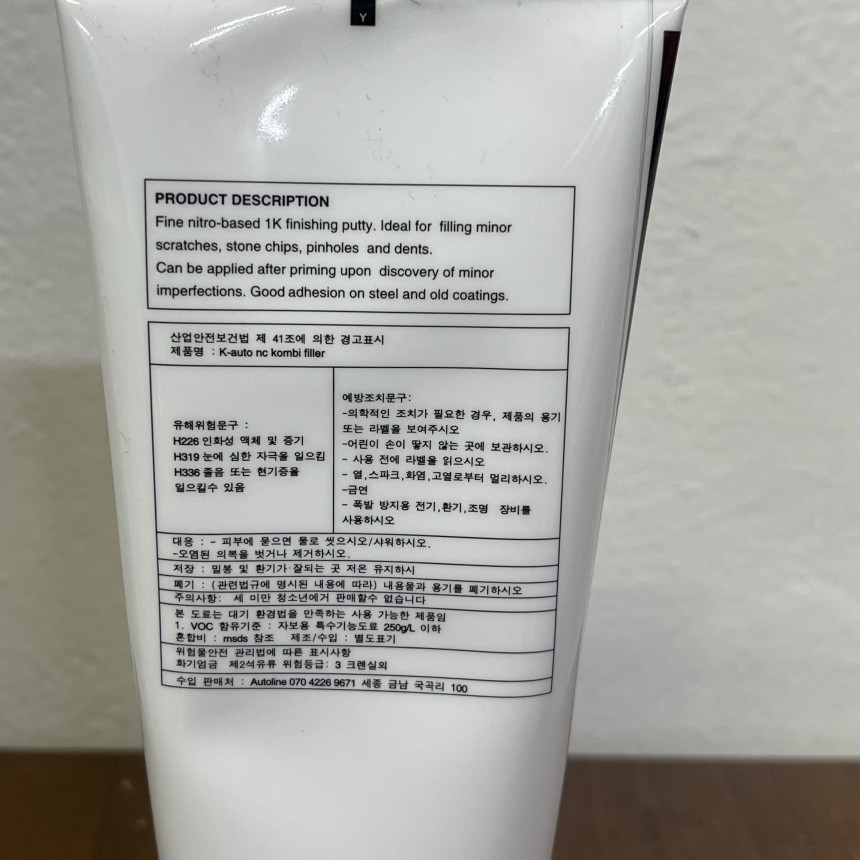 Y
PRODUCT DESCRIPTION
Fine nitro-based 1K finishing putty. Ideal for filling minor
scratches, stone chips, pinholes and dents.
Can be applied after priming upon discovery of minor
imperfections. Good adhesion on steel and old coatings.
산업안전보건법 제 41조에 의한 경고표시
제품명 : K-auto nc kombi filler
유해위험문구 :
H226 인화성 액체 및 증기
H319 눈에 심한 자극을 일으킴
H336 졸음 또는 현기증을
일으킬수 있음
예방조치문구:
-의학적인 조치가 필요한 경우, 제품의 용기
또는 라벨을 보여주시오
-어린이 손이 땋지 않는 곳에 보관하시오.
- 사용 전에 라벨을 읽으시오
- 열,스파크,화염,고열로부터 멀리하시오.
-금연
- 폭발 방지용 전기,환기,조명 장비를
사용하시오
대응 : - 피부에 묻으면 물로 씻으시오/샤워하시오.
-오염된 의복을 벗거나 제거하시오.
저장 : 밀봉 및 환기가 잘되는 곳 저온 유지하시
폐기 : (관련법규에 명시된 내용에 따라) 내용물과 용기를 폐기하시오
주의사항: 세 미만 청소년에거 판매할수 없습니다
본 도료는 대기 환경법을 만족하는 사용 가능한 제품임
1. VOC 함유기준 : 자보용 특수기능도료 250g/L 이하
혼합비 : msds 참조 제조/수입 : 별도표기
위험물안전 관리법에 따른 표시사항
화기엄금 제2석유류 위험등급: 3 크렌실외
수입 판매처 : Autoline 070 4226 9671 세종 금남 국곡리 100